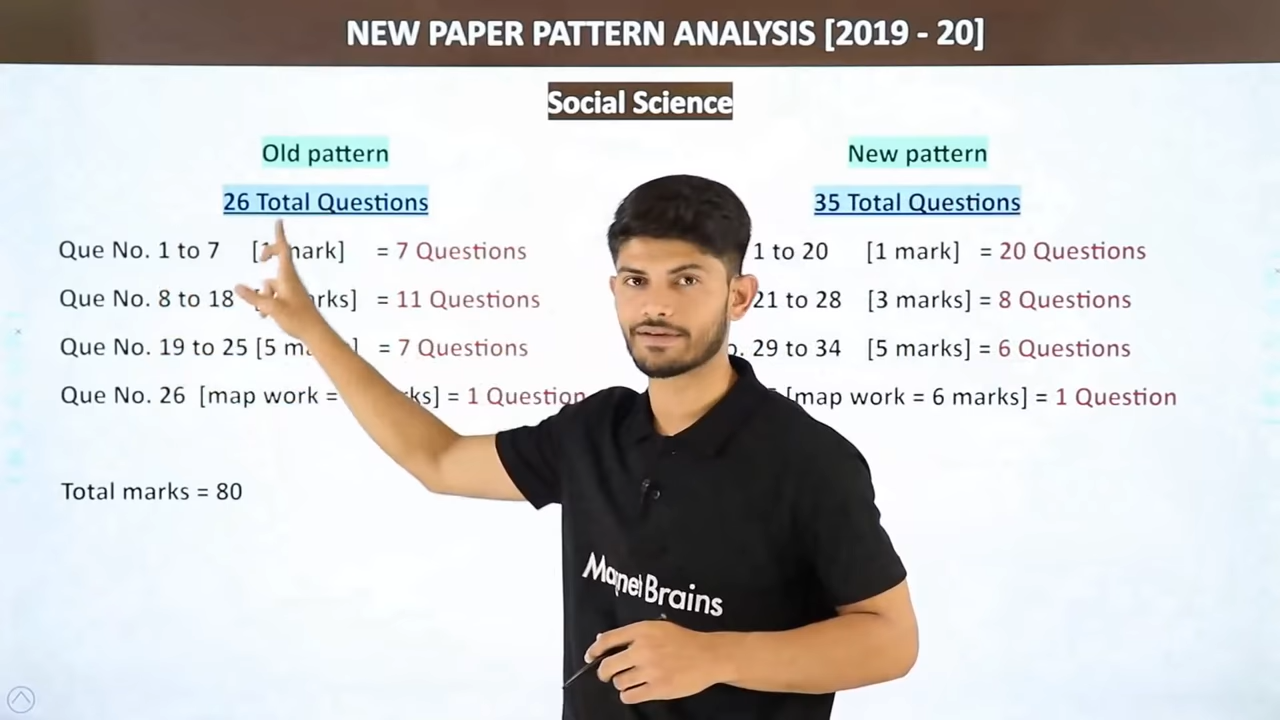 NEW PAPER PATTERN ANALYSIS [2019 - 20]
Social Science
Old pattern
26 Total Questions
Que No. 1 to 7 mark] = 7 Questions
Que No. 8 to 18 = 11 Questions
Que No. 19 to 25 [5 = 7 Questions
Que No. 26 [map work = = 1 Question
Total marks = 80
New pattern
35 Total Questions
1 to 20 [1 mark] = 20 Questions
21 to 28 [3 marks] = 8 Questions
29 to 34 [5 marks] = 6 Questions
[map work = 6 marks] = 1 Question
Magnet Brains